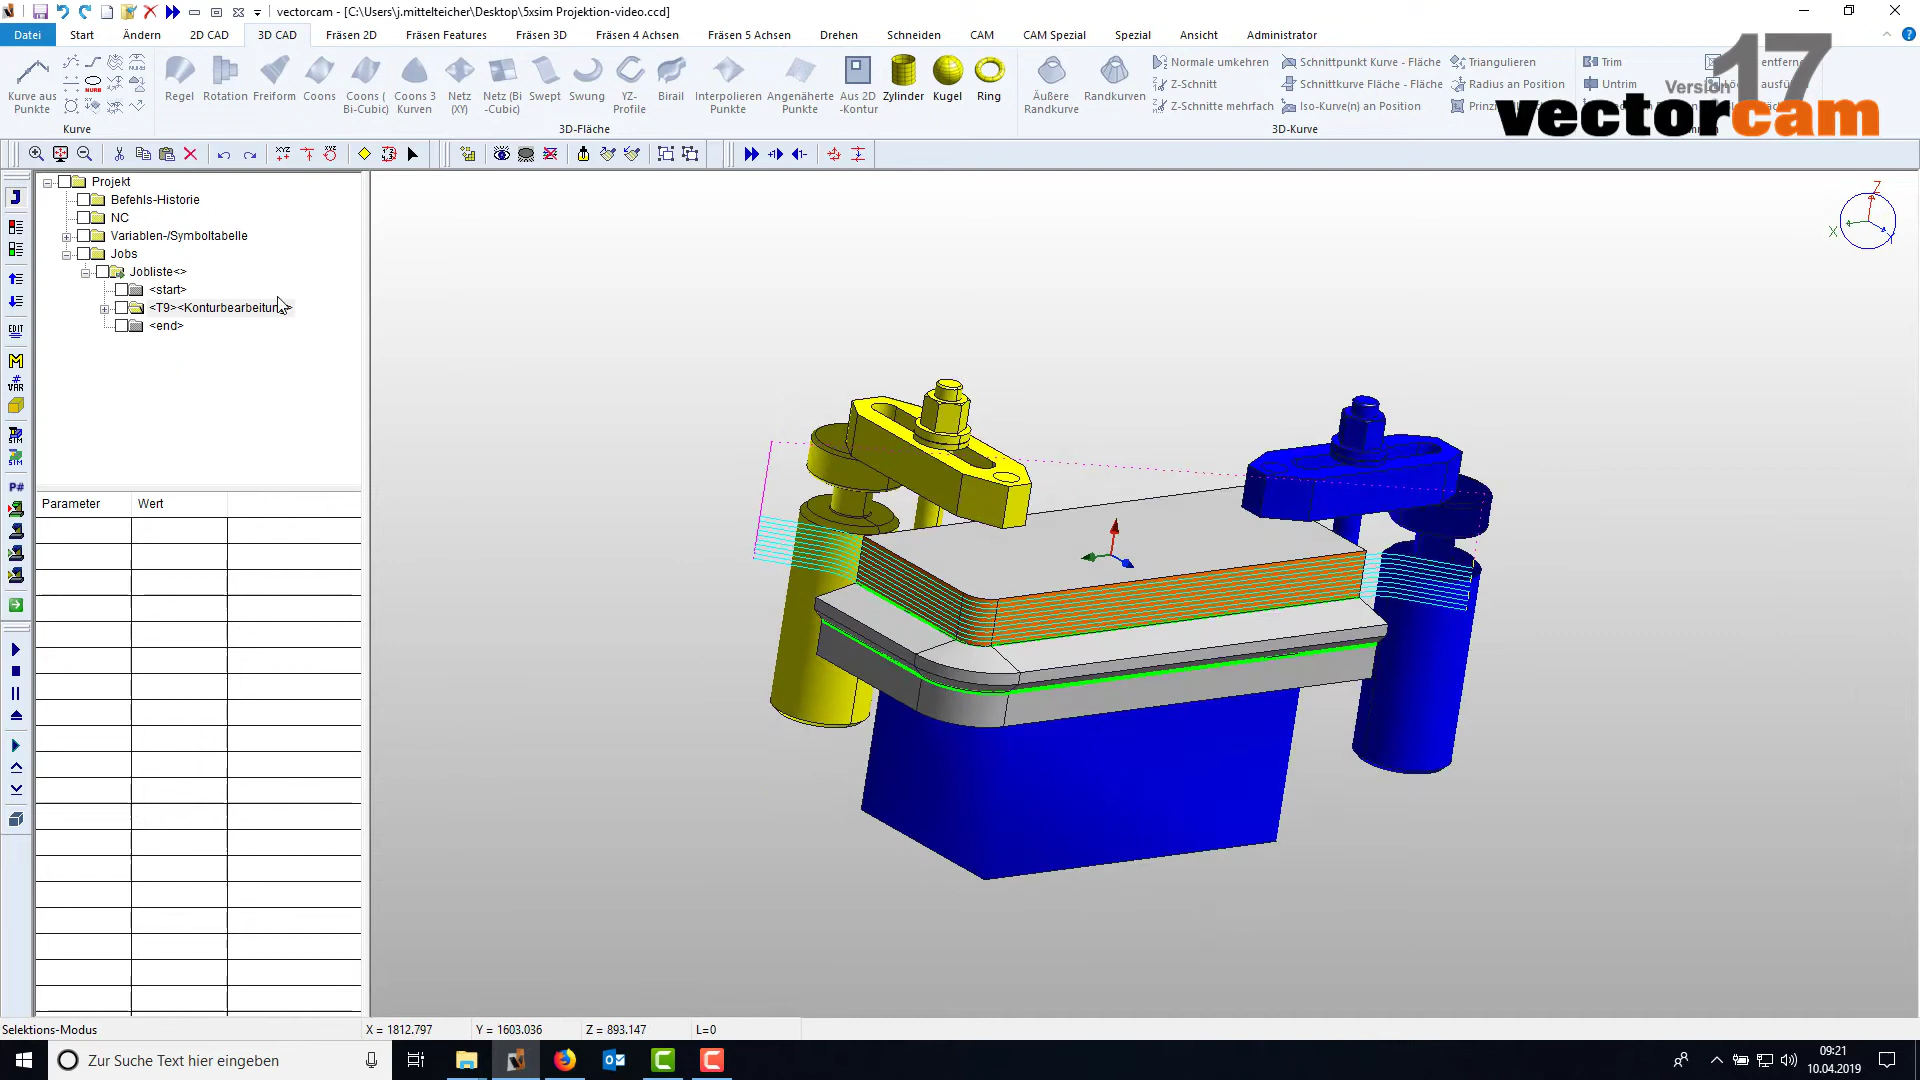 vectorcam - [C:\Users\j.mittelteicher\Desktop\5xsim Projektion-video.ccd]
Datei Start Ändern 2D CAD 3D CAD Fräsen 2D Fräsen Features Fräsen 3D Fräsen 4 Achsen Fräsen 5 Achsen Drehen Schneiden CAM CAM Spezial Spezial Ansicht Administrator
Kurve aus Punkte
Regel Rotation Freiform Coons Coons ( Bi-Cubic) Coons 3 Kurven Netz (XY) Netz (Bi -Cubic) Swept Swung YZ- Profile Birail Interpolieren Punkte Angenäherte Punkte Aus 2D -Kontur Zylinder Kugel Ring
Äußere Randkurve Randkurven
Normale umkehren Schnittpunkt Kurve - Fläche Triangulieren Trim
Z-Schnitt Schnittkurve Fläche - Fläche Radius an Position Untrim
Z-Schnitte mehrfach Iso-Kurve(n) an Position
Kurve 3D-Fläche 3D-Kurve
Version 17
vectorcam
Projekt
Befehls-Historie
NC
Variablen-/Symboltabelle
Jobs
Jobliste<>
<start>
<T9><Konturbearbeitun
<end>
EDIT
M
# VAR
SIM
SIM
P#
Parameter Wert
Z
X
Selektions-Modus X = 1812.797 Y = 1603.036 Z = 893.147 L=0
Zur Suche Text hier eingeben
09:21
10.04.2019